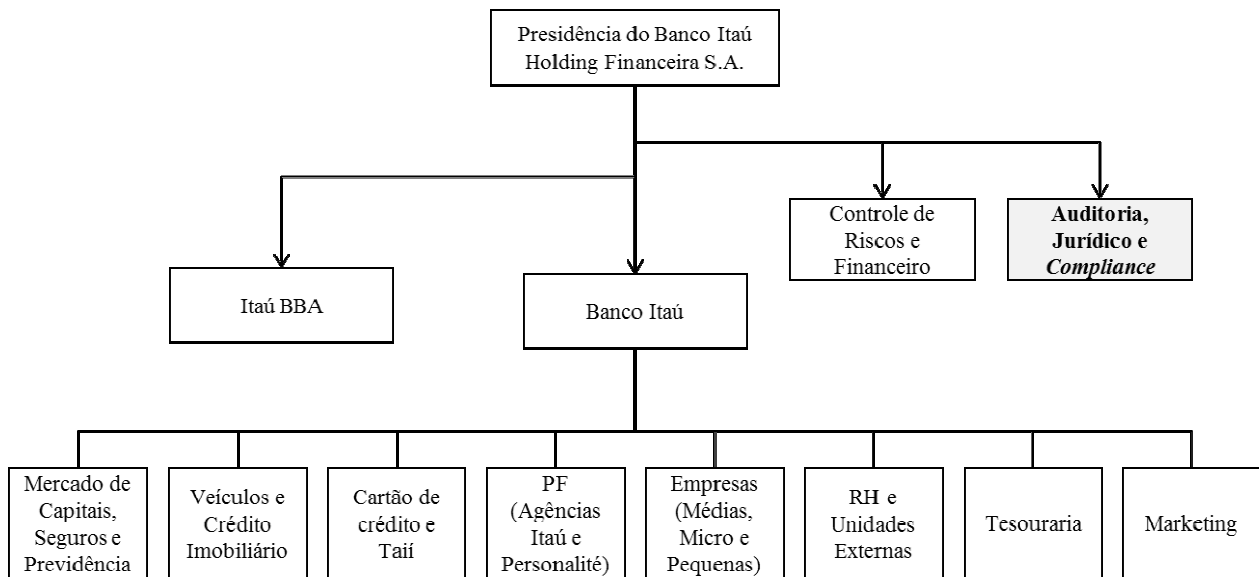 Presidência do Banco Itaú
Holding Financeira S.A.
Controle de
Riscos e
Financeiro
Auditoria,
Jurídico e
Compliance
Itaú BBA
Banco Itaú
Mercado de
Capitais,
Seguros e
Previdência
Veículos e
Crédito
Imobiliário
Cartão de
crédito e
Taií
PF
(Agências
Itaú e
Personalité)
Empresas
(Médias,
Micro e
Pequenas)
RH e
Unidades
Externas
Tesouraria
Marketing